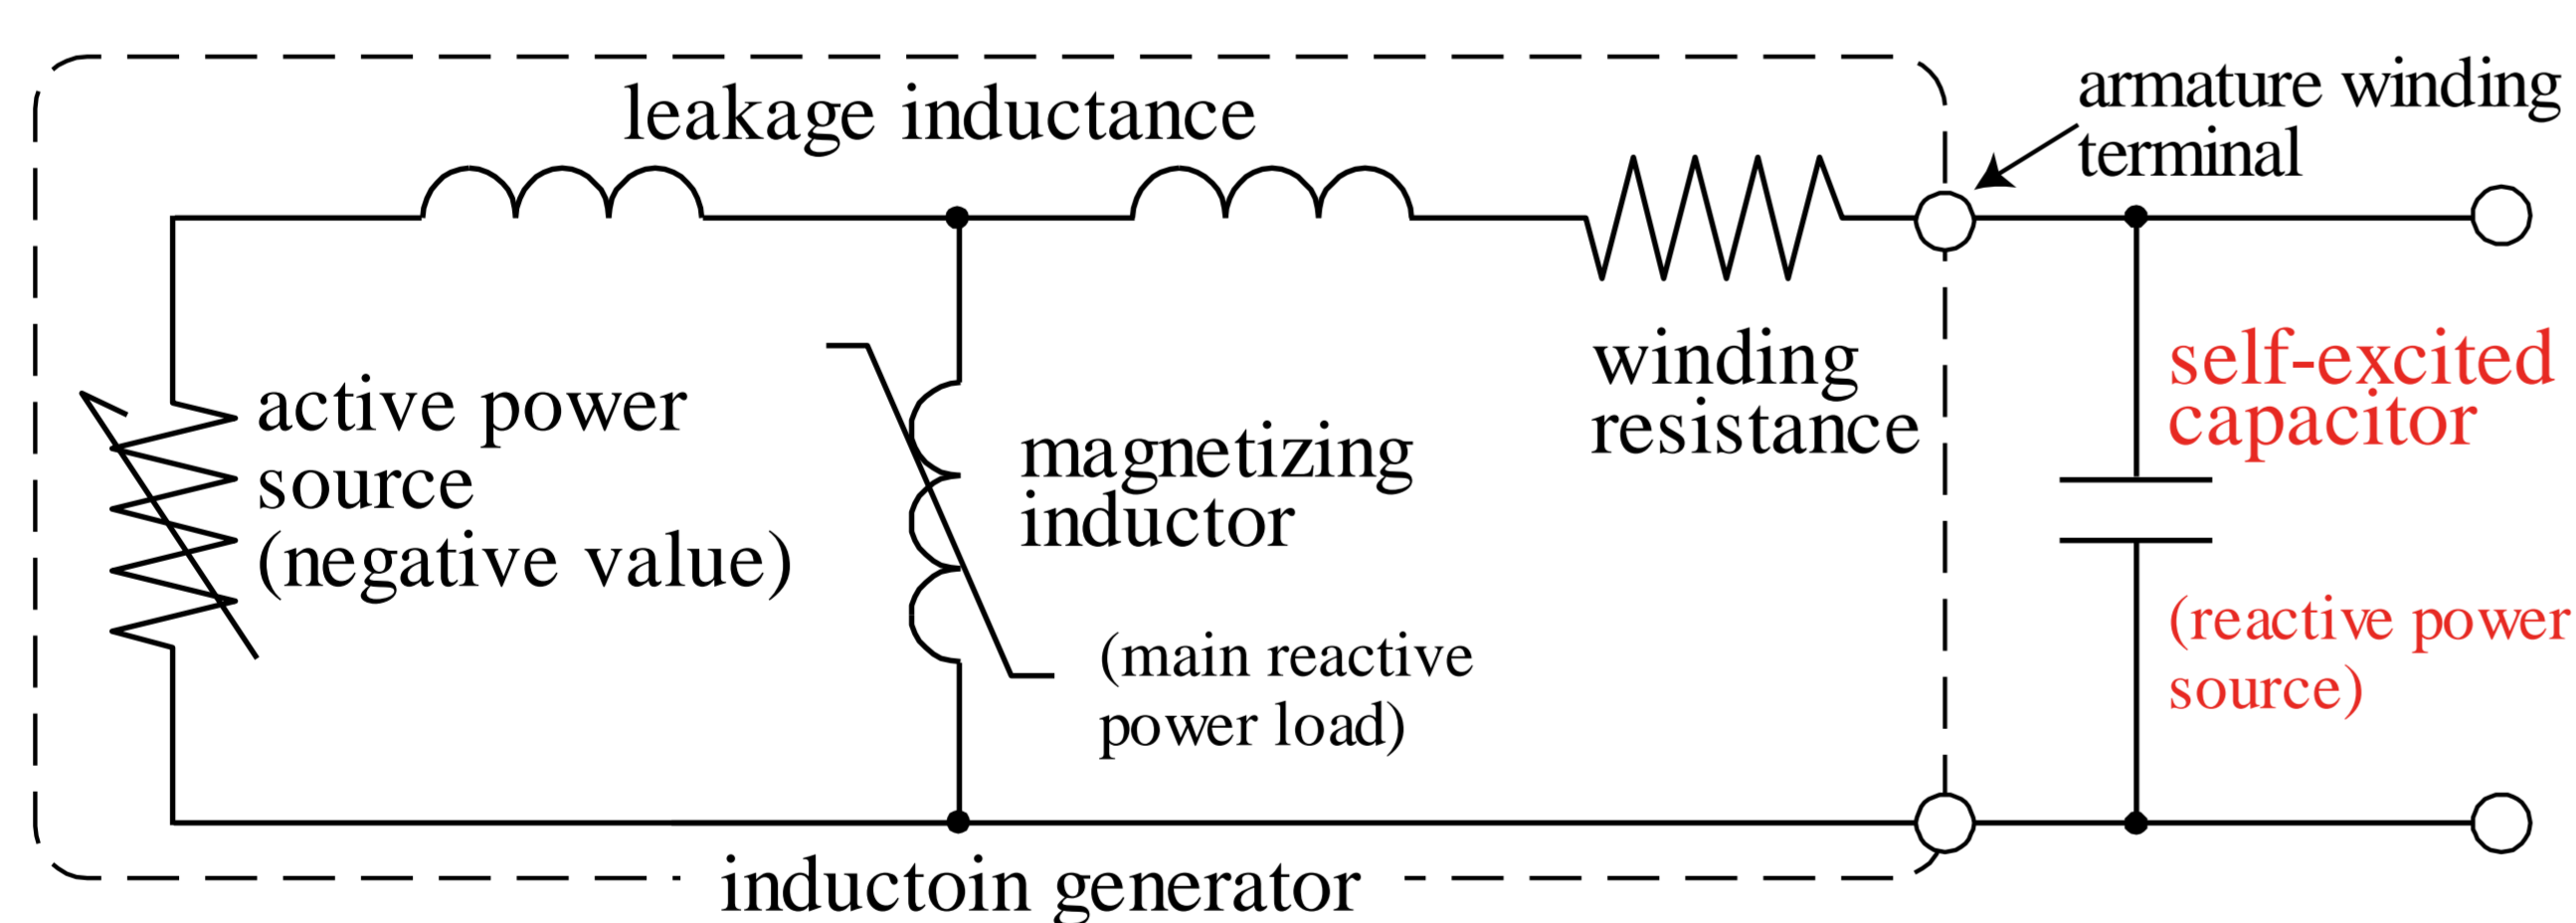 leakage inductance
armature winding
terminal
active power
source
(negative value)
magnetizing
inductor
(main reactive
power load)
winding
resistance
self-excited
capacitor
(reactive power
source)
inductoin generator